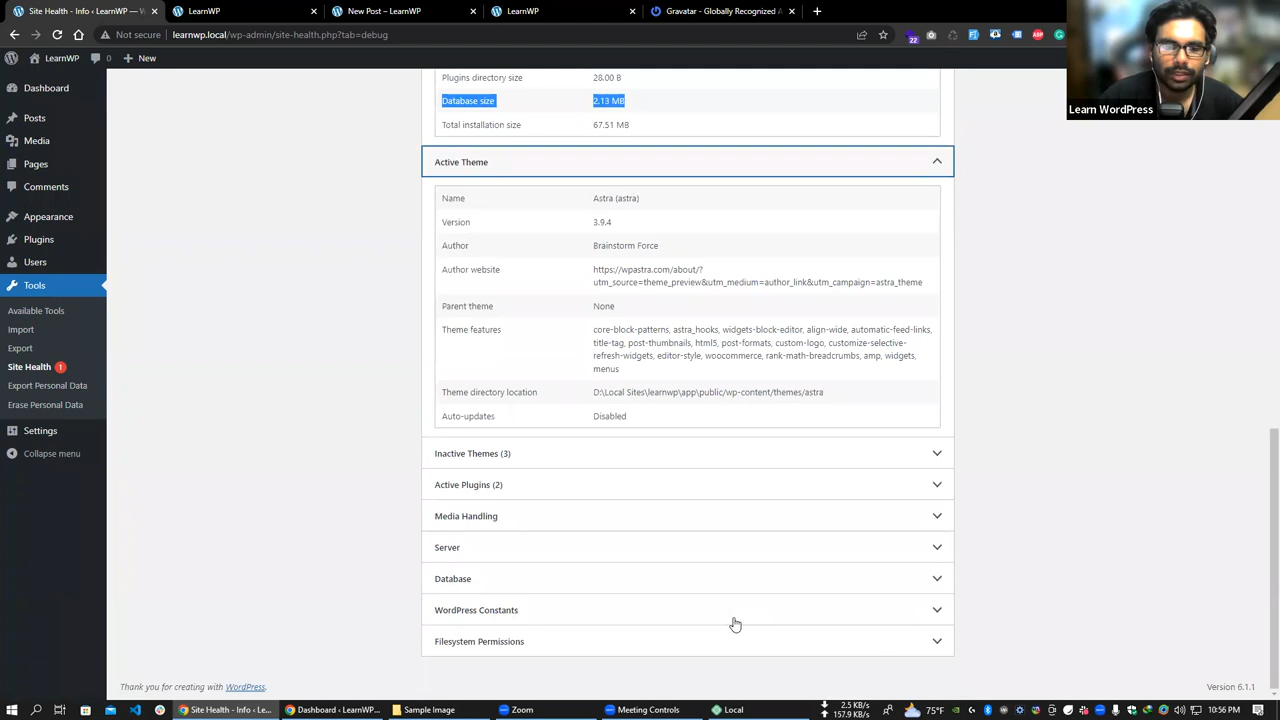 Site Health - Info ‹ LearnWP —
LearnWP
New Post – LearnWP
LearnWP
Gravatar - Globally Recognized A
Not secure
learnwp.local/wp-admin/site-health.php?tab=debug
22
ABP
LearnWP
0
New
Learn WordPress
Dashboard
Posts
Media
Pages
Comments
Appearance
Plugins
Users
Tools
Available Tools
Import
Export
Site Health 1
Export Personal Data
Erase Personal Data
Settings
Collapse menu
Plugins directory size 28.00 B
Database size 2.13 MB
Total installation size 67.51 MB
Active Theme
Name Astra (astra)
Version 3.9.4
Author Brainstorm Force
Author website https://wpastra.com/about/?
utm_source=theme_preview&utm_medium=author_link&utm_campaign=astra_theme
Parent theme None
Theme features core-block-patterns, astra_hooks, widgets-block-editor, align-wide, automatic-feed-links,
title-tag, post-thumbnails, html5, post-formats, custom-logo, customize-selective-
refresh-widgets, editor-style, woocommerce, rank-math-breadcrumbs, amp, widgets,
menus
Theme directory location D:\Local Sites\learnwp\app\public/wp-content/themes/astra
Auto-updates Disabled
Inactive Themes (3)
Active Plugins (2)
Media Handling
Server
Database
WordPress Constants
Filesystem Permissions
Thank you for creating with WordPress.
Version 6.1.1
Site Health - Info ‹ Le...
Dashboard ‹ LearnWP...
Sample Image
Zoom
Meeting Controls
Local
2.5 KB/s
157.9 KB/s
75°F
10:56 PM